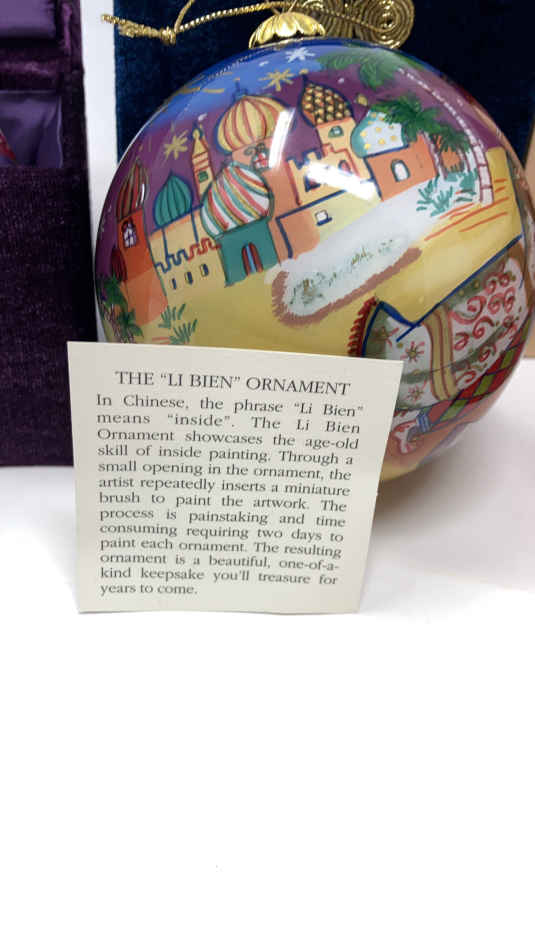 THE “LI BIEN” ORNAMENT
In Chinese, the phrase “Li Bien”
means “inside”. The Li Bien
Ornament showcases the age-old
skill of inside painting. Through a
small opening in the ornament, the
artist repeatedly inserts a miniature
brush to paint the artwork. The
process is painstaking and time
consuming requiring two days to
paint each ornament. The resulting
ornament is a beautiful, one-of-a-
kind keepsake you'll treasure for
years to come.